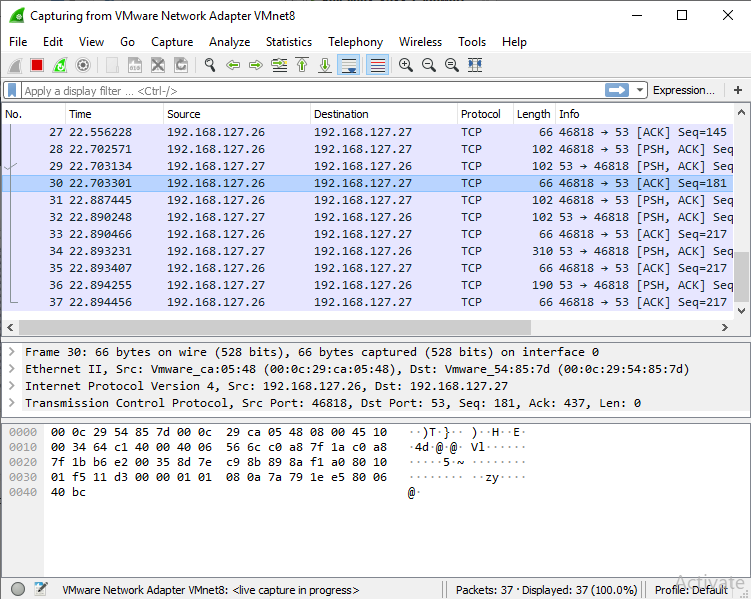 Capturing from VMware Network Adapter VMnet8
File Edit View Go Capture Analyze Statistics Telephony Wireless Tools Help
Apply a display filter ... <Ctrl-/> Expression... +
No. Time Source Destination Protocol Length Info
27 22.556228 192.168.127.26 192.168.127.27 TCP 66 46818 → 53 [ACK] Seq=145
28 22.702571 192.168.127.26 192.168.127.27 TCP 102 46818 → 53 [PSH, ACK] Seq
29 22.703134 192.168.127.27 192.168.127.26 TCP 102 53 → 46818 [PSH, ACK] Seq
30 22.703301 192.168.127.26 192.168.127.27 TCP 66 46818 → 53 [ACK] Seq=181
31 22.887445 192.168.127.26 192.168.127.27 TCP 102 46818 → 53 [PSH, ACK] Seq
32 22.890248 192.168.127.27 192.168.127.26 TCP 102 53 → 46818 [PSH, ACK] Seq
33 22.890466 192.168.127.26 192.168.127.27 TCP 66 46818 → 53 [ACK] Seq=217
34 22.893231 192.168.127.27 192.168.127.26 TCP 310 53 → 46818 [PSH, ACK] Seq
35 22.893407 192.168.127.26 192.168.127.27 TCP 66 46818 → 53 [ACK] Seq=217
36 22.894255 192.168.127.27 192.168.127.26 TCP 190 53 → 46818 [PSH, ACK] Seq
37 22.894456 192.168.127.26 192.168.127.27 TCP 66 46818 → 53 [ACK] Seq=217
Frame 30: 66 bytes on wire (528 bits), 66 bytes captured (528 bits) on interface 0
Ethernet II, Src: Vmware_ca:05:48 (00:0c:29:ca:05:48), Dst: Vmware_54:85:7d (00:0c:29:54:85:7d)
Internet Protocol Version 4, Src: 192.168.127.26, Dst: 192.168.127.27
Transmission Control Protocol, Src Port: 46818, Dst Port: 53, Seq: 181, Ack: 437, Len: 0
0000 00 0c 29 54 85 7d 00 0c 29 ca 05 48 08 00 45 10 ··)T·}·· )··H··E·
0010 00 34 64 c1 40 00 40 06 56 6c c0 a8 7f 1a c0 a8 ·4d·@·@· Vl······
0020 7f 1b b6 e2 00 35 8d 7e c9 8b 89 8a f1 a0 80 10 ·····5·~ ········
0030 01 f5 11 d3 00 00 01 01 08 0a 7a 79 1e e5 80 06 ········ ··zy····
0040 40 bc @·
Activate
VMware Network Adapter VMnet8: <live capture in progress> Packets: 37 · Displayed: 37 (100.0%) Profile: Default